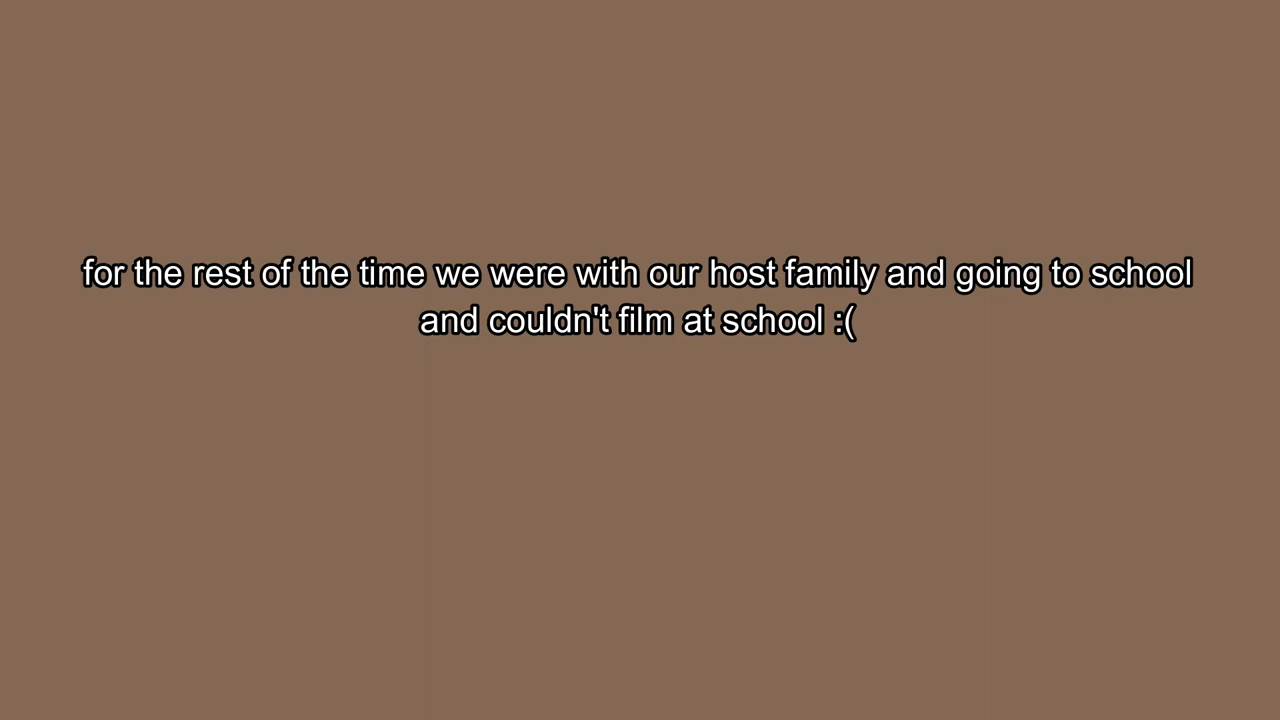 for the rest of the time we were with our host family and going to school
and couldn't film at school :(